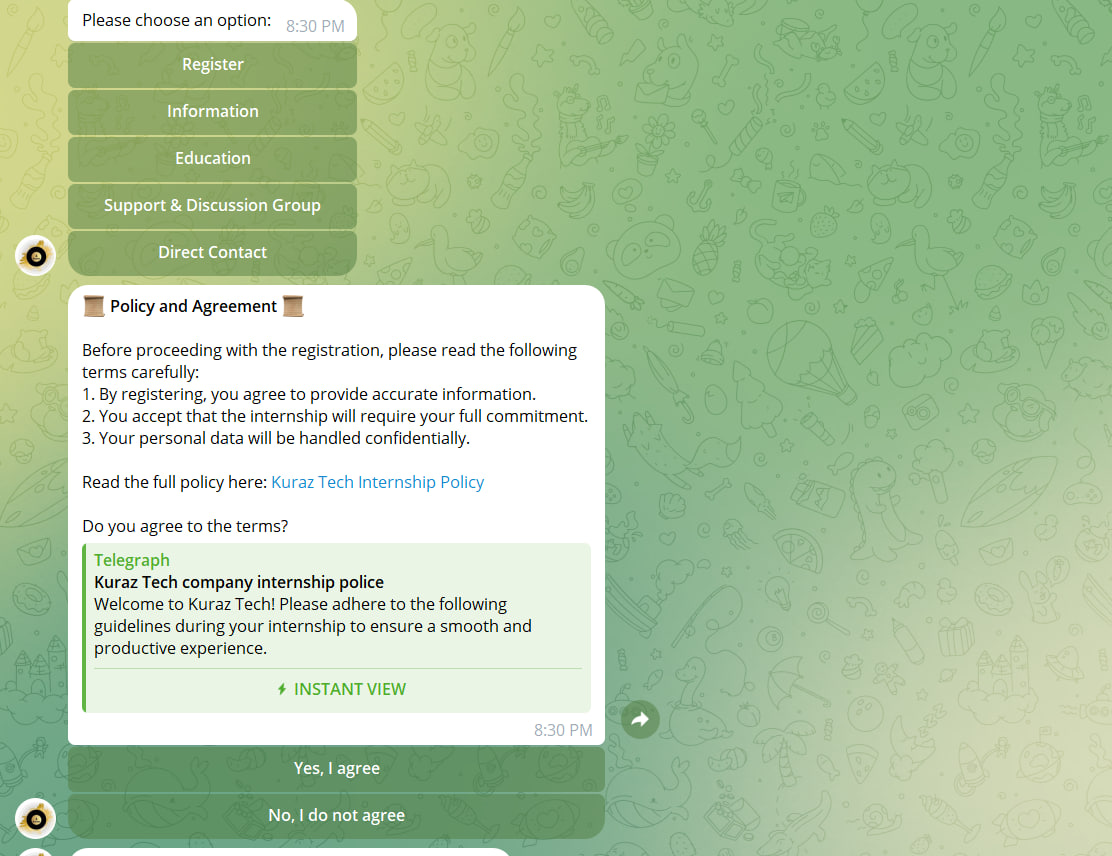 Please choose an option:
8:30 PM
Register
Information
Education
Support & Discussion Group
Direct Contact
Policy and Agreement
Before proceeding with the registration, please read the following
terms carefully:
1. By registering, you agree to provide accurate information.
2. You accept that the internship will require your full commitment.
3. Your personal data will be handled confidentially.
Read the full policy here: Kuraz Tech Internship Policy
Do you agree to the terms?
Telegraph
Kuraz Tech company internship police
Welcome to Kuraz Tech! Please adhere to the following
guidelines during your internship to ensure a smooth and
productive experience.
INSTANT VIEW
8:30 PM
Yes, I agree
No, I do not agree